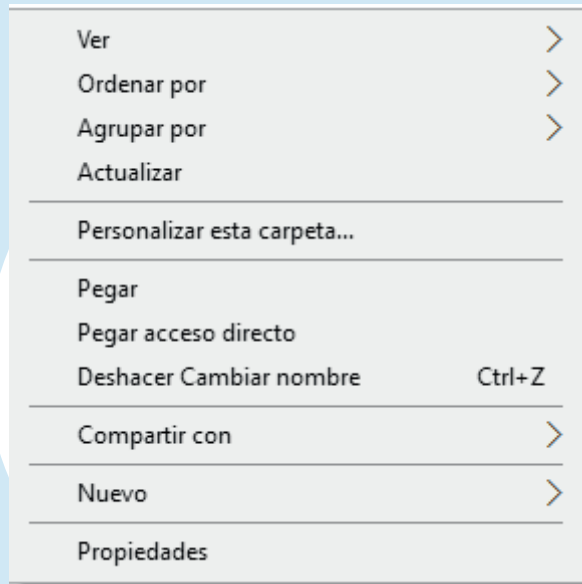 Ver
Ordenar por
Agrupar por
Actualizar
Personalizar esta carpeta...
Pegar
Pegar acceso directo
Deshacer Cambiar nombre Ctrl+Z
Compartir con
Nuevo
Propiedades